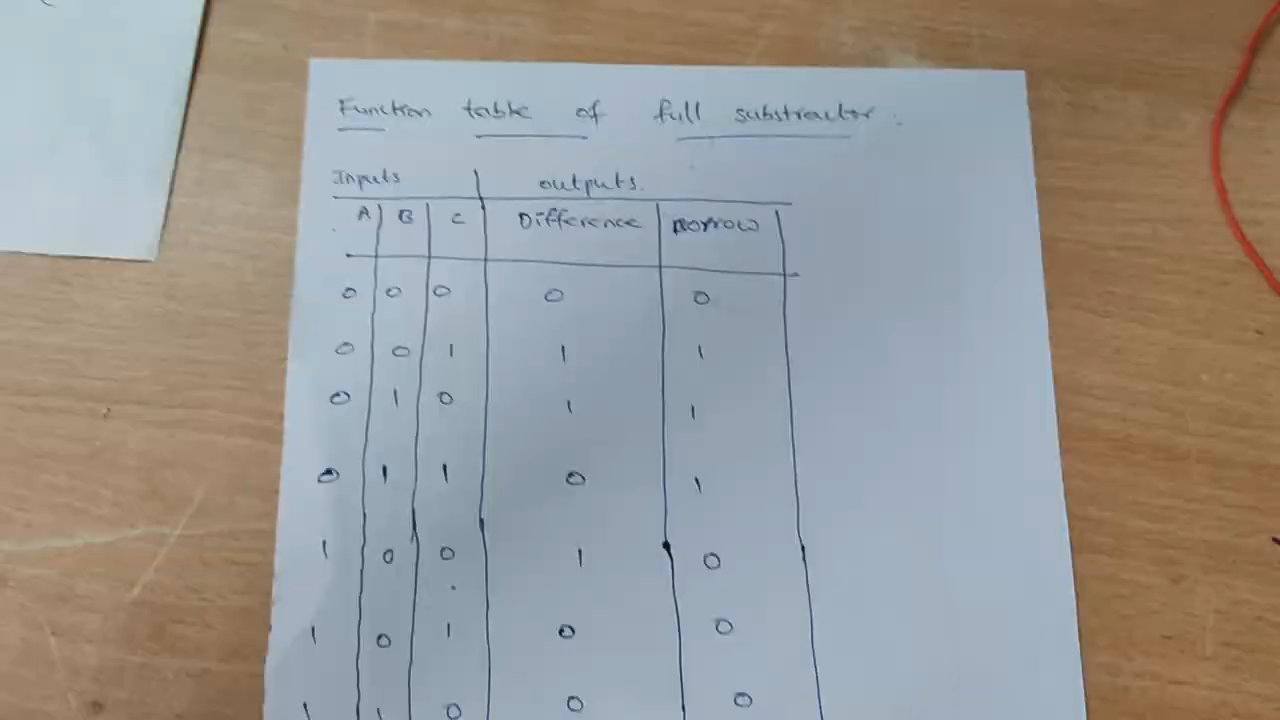 Function table of full substractor.
Inputs outputs.
A B C Difference Borrow
0 0 0 0 0
0 0 1 1 1
0 1 0 1 1
0 1 1 0 1
1 0 0 1 0
1 0 1 0 0
1 1 0 0 0